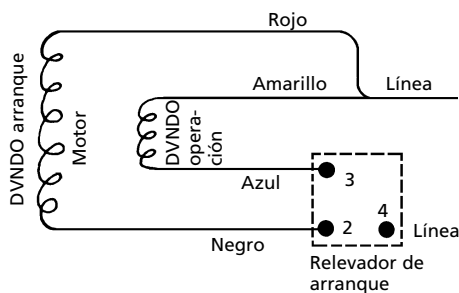 Rojo
DVNDO arranque
Motor
Amarillo
Línea
DVNDO
opera-
ción
Azul
3
2
4
Línea
Negro
Relevador de
arranque